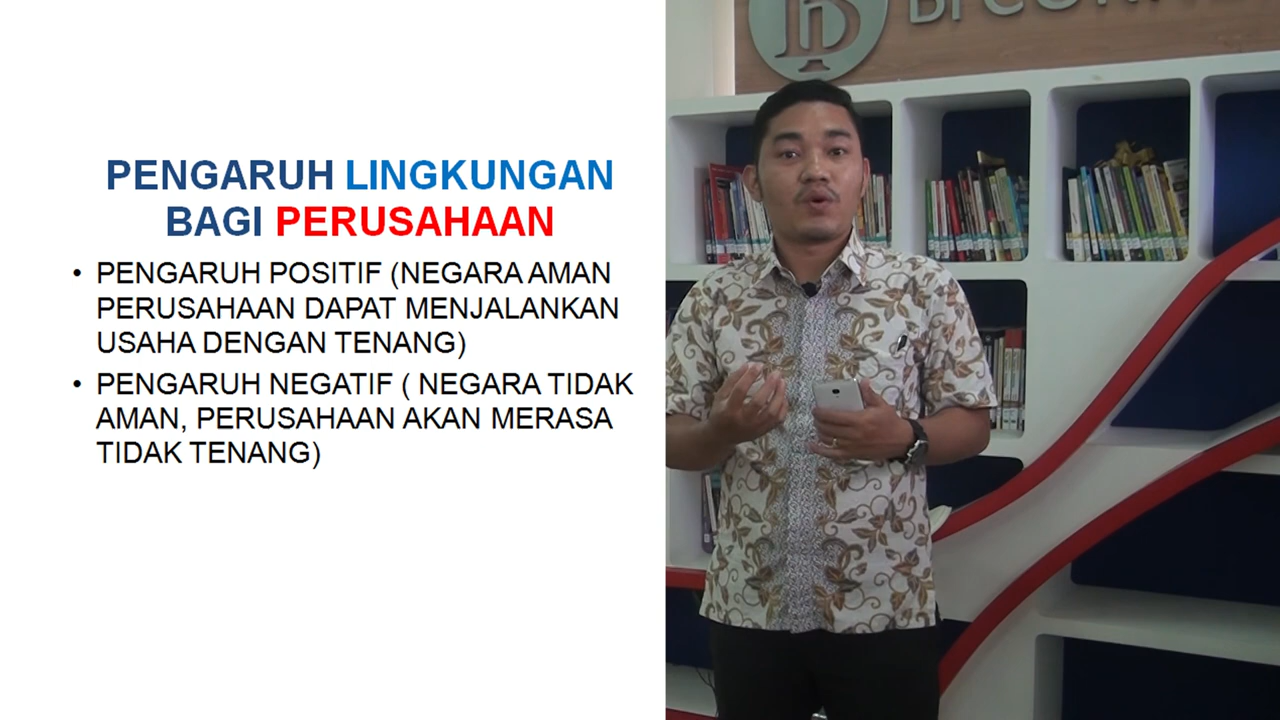 PENGARUH LINGKUNGAN
BAGI PERUSAHAAN
• PENGARUH POSITIF (NEGARA AMAN
PERUSAHAAN DAPAT MENJALANKAN
USAHA DENGAN TENANG)
• PENGARUH NEGATIF ( NEGARA TIDAK
AMAN, PERUSAHAAN AKAN MERASA
TIDAK TENANG)